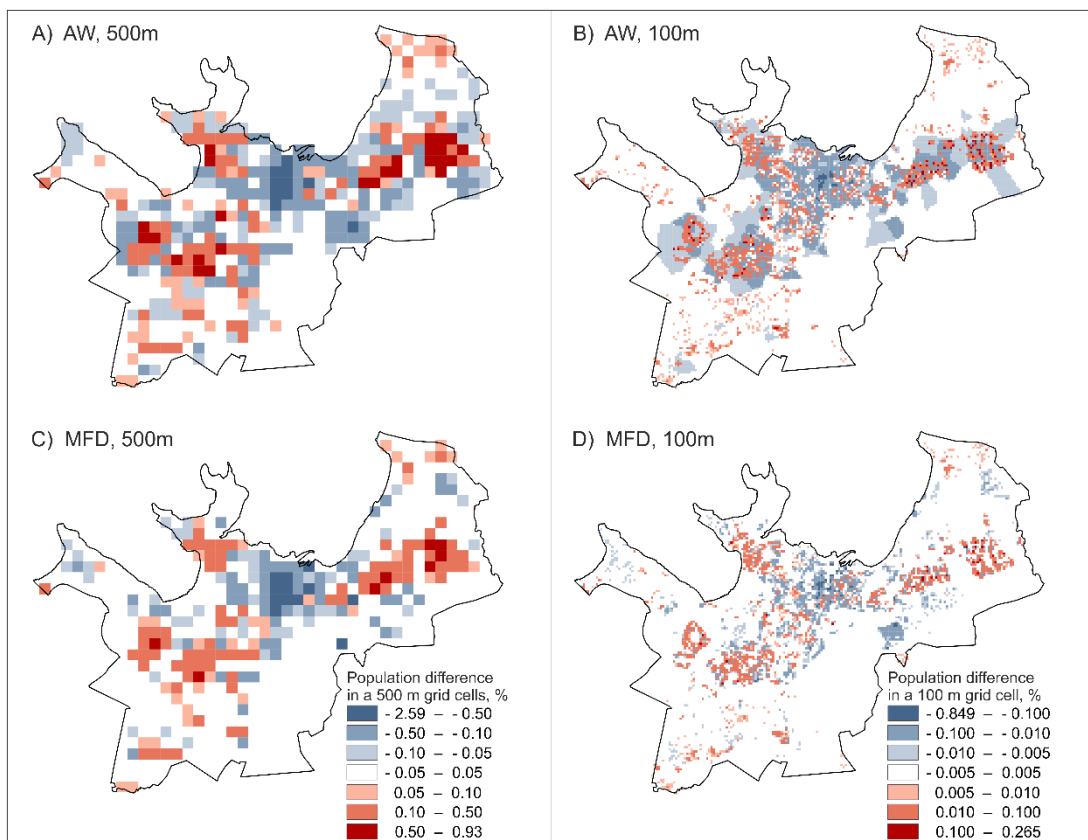 A) AW, 500m
B) AW, 100m
C) MFD, 500m
D) MFD, 100m
Population difference
in a 500 m grid cells, %
- 2.59 – - 0.50
- 0.50 – - 0.10
- 0.10 – - 0.05
- 0.05 – 0.05
0.05 – 0.10
0.10 – 0.50
0.50 – 0.93
Population difference
in a 100 m grid cell, %
- 0.849 – - 0.100
- 0.100 – - 0.010
- 0.010 – - 0.005
- 0.005 – 0.005
0.005 – 0.010
0.010 – 0.100
0.100 – 0.265